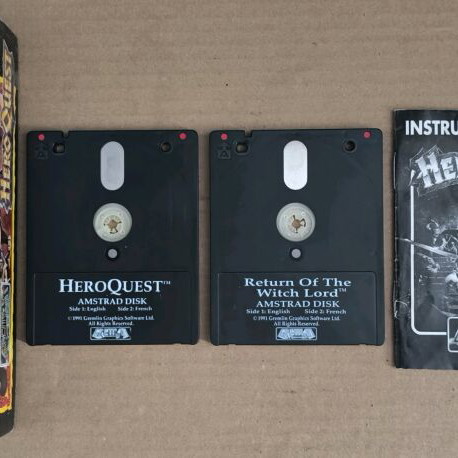 HEROQUEST
HEROQUEST™
AMSTRAD DISK
Side 1: English Side 2: French
© 1991 Gremlin Graphics Software Ltd.
All Rights Reserved.
Return Of The
Witch Lord™
AMSTRAD DISK
Side 1: English Side 2: French
© 1991 Gremlin Graphics Software Ltd.
All Rights Reserved.